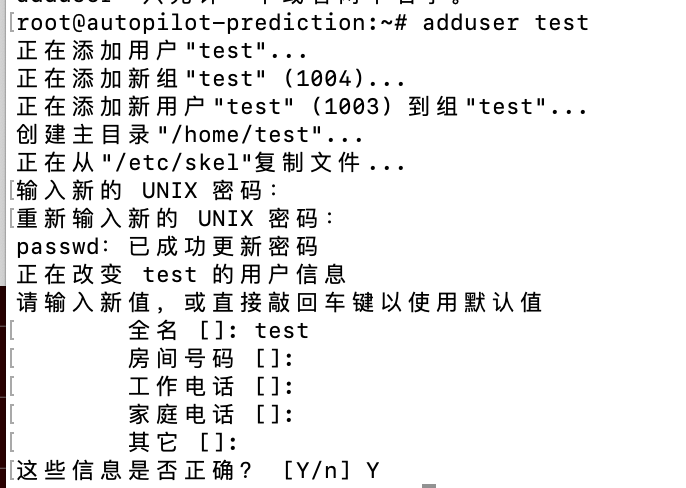 [root@autopilot-prediction:~# adduser test
正在添加用户"test"...
正在添加新组"test" (1004)...
正在添加新用户"test" (1003) 到组"test"...
创建主目录"/home/test"...
正在从"/etc/skel"复制文件...
[输入新的 UNIX 密码：
[重新输入新的 UNIX 密码：
passwd：已成功更新密码
正在改变 test 的用户信息
请输入新值，或直接敲回车键以使用默认值
[ 全名 []: test
[ 房间号码 []:
[ 工作电话 []:
[ 家庭电话 []:
[ 其它 []:
[这些信息是否正确？ [Y/n] Y